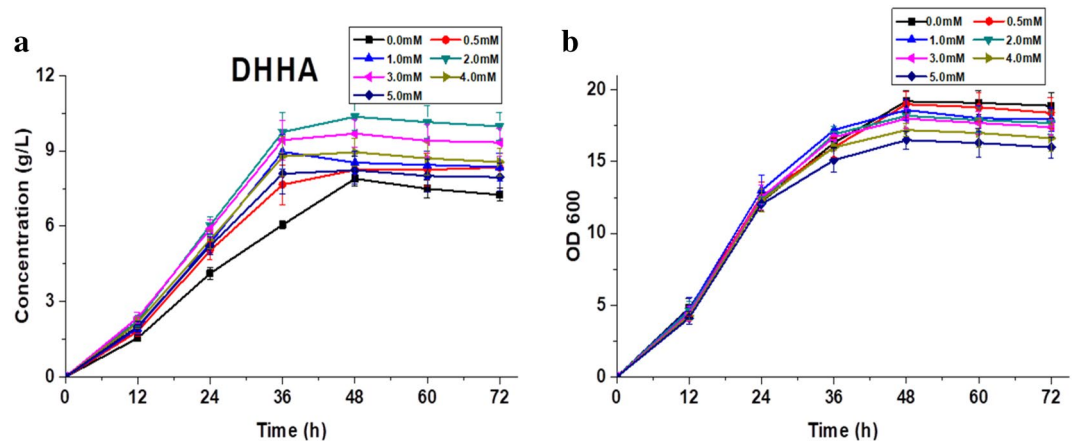 a
DHHA
0.0mM 0.5mM
1.0mM 2.0mM
3.0mM 4.0mM
5.0mM
Concentration (g/L)
12
9
6
3
0
0 12 24 36 48 60 72
Time (h)
b
0.0mM 0.5mM
1.0mM 2.0mM
3.0mM 4.0mM
5.0mM
OD 600
20
15
10
5
0
0 12 24 36 48 60 72
Time (h)